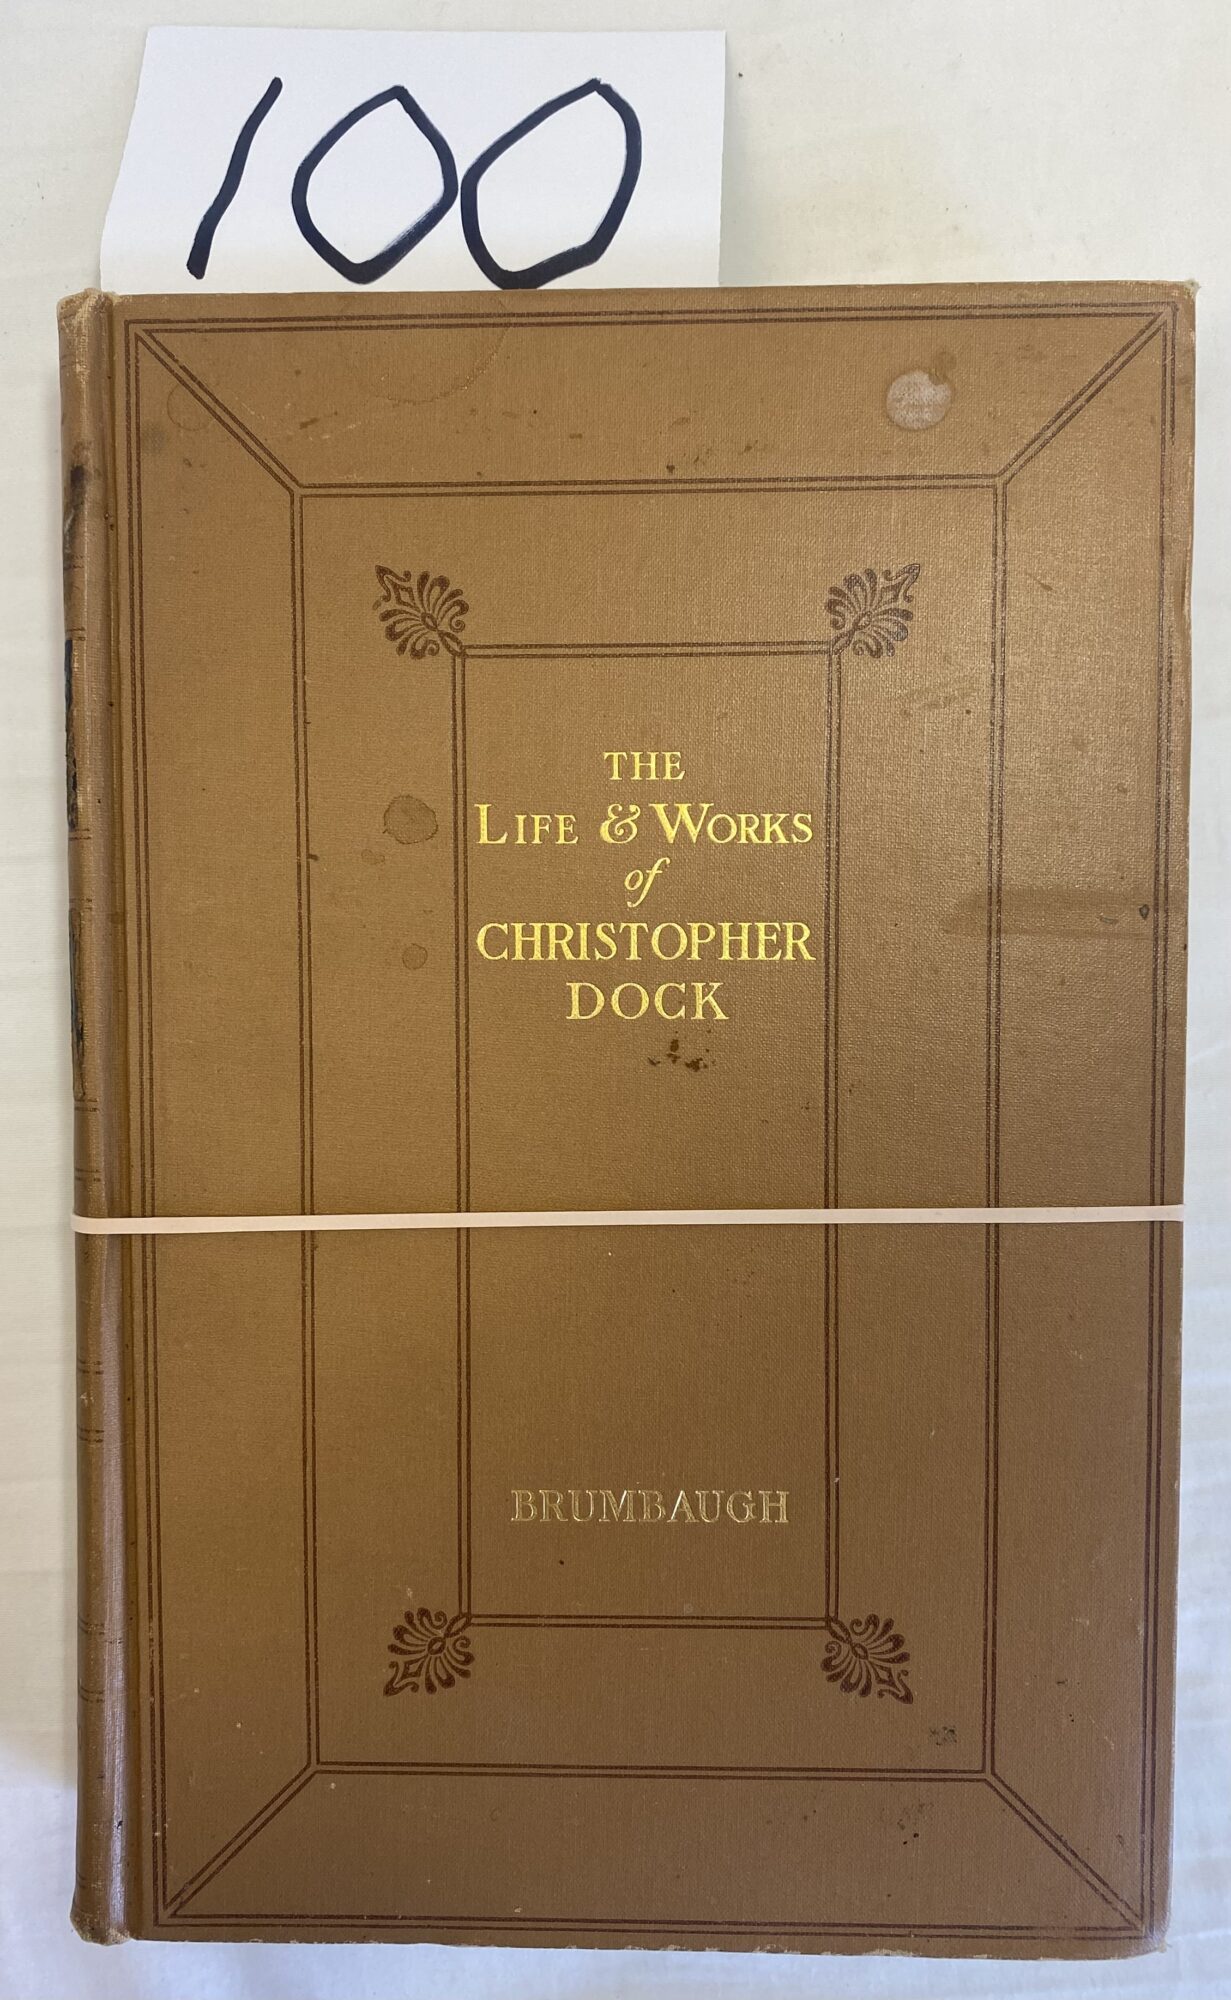 100
THE
LIFE & WORKS
of
CHRISTOPHER
DOCK
BRUMBAUGH